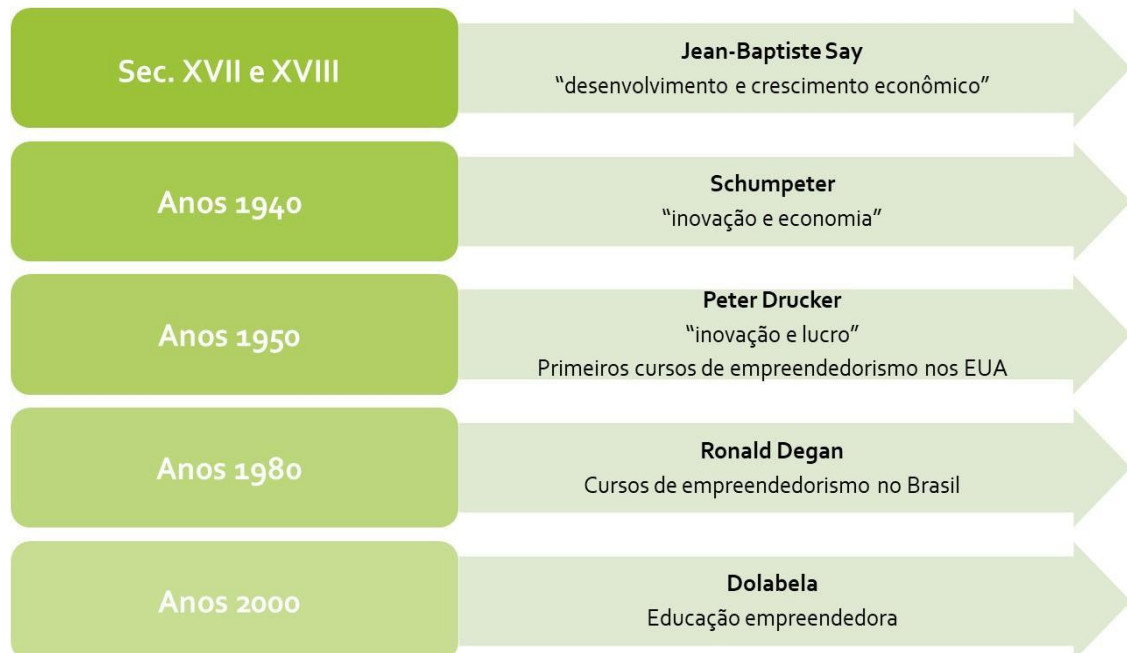 Sec. XVII e XVIII
Jean-Baptiste Say
“desenvolvimento e crescimento econômico”
Anos 1940
Schumpeter
“inovação e economia”
Anos 1950
Peter Drucker
“inovação e lucro”
Primeiros cursos de empreendedorismo nos EUA
Anos 1980
Ronald Degan
Cursos de empreendedorismo no Brasil
Anos 2000
Dolabela
Educação empreendedora